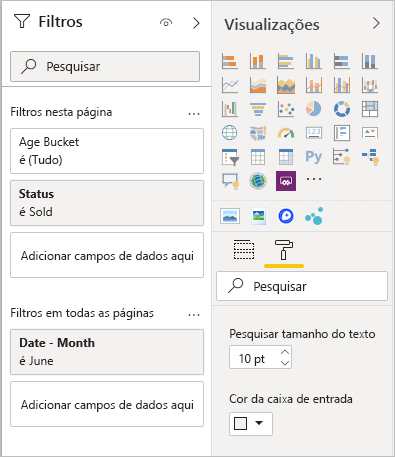 Filtros
Pesquisar
Filtros nesta página
...
Age Bucket
é (Tudo)
Status
é Sold
Adicionar campos de dados aqui
Filtros em todas as páginas
...
Date - Month
é June
Adicionar campos de dados aqui
Visualizações
123
R
Py
...
Pesquisar
Pesquisar tamanho do texto
10 pt
Cor da caixa de entrada